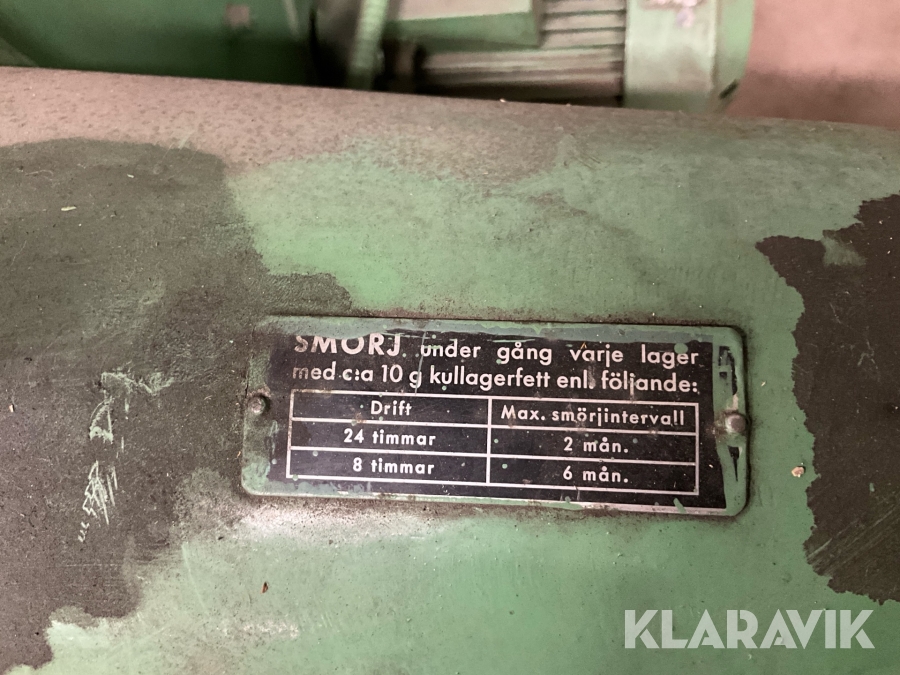 SMÖRJ under gång varje lager
med c:a 10 g kullagerfett enl. följande:
Drift Max. smörjintervall
24 timmar 2 mån.
8 timmar 6 mån.
KLARAVIK